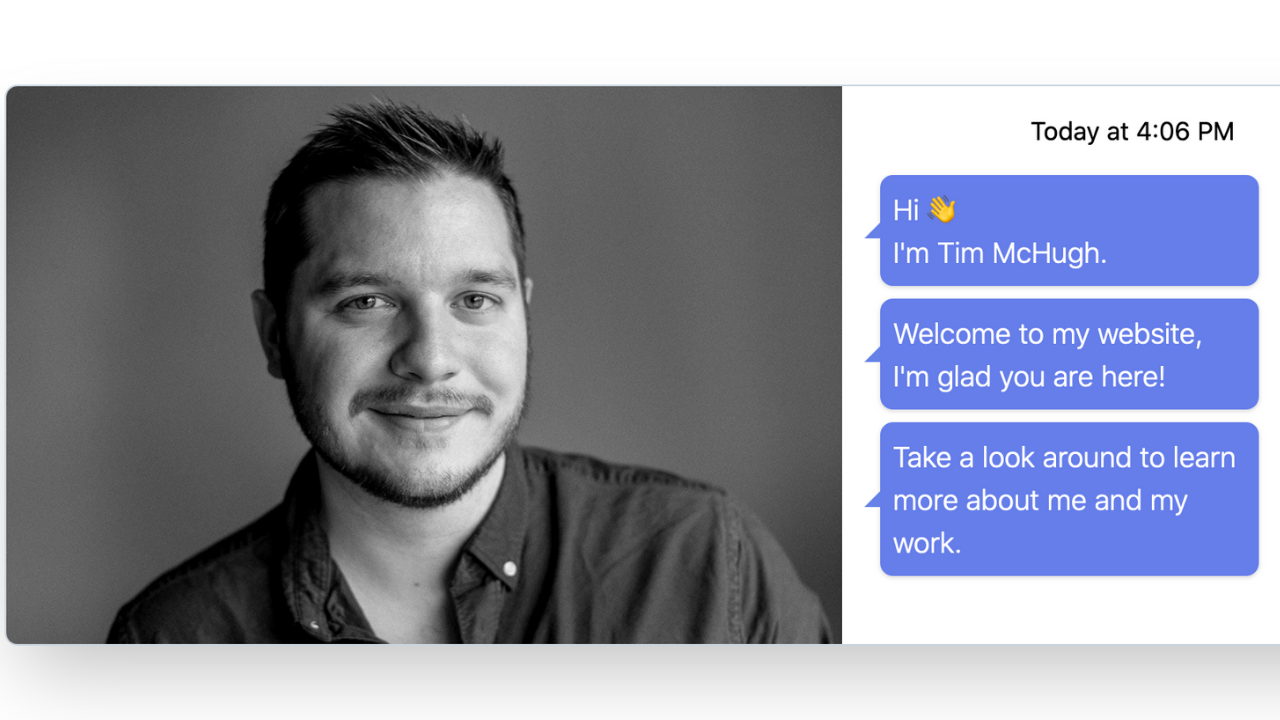 Today at 4:06 PM
Hi 👋
I'm Tim McHugh.
Welcome to my website,
I'm glad you are here!
Take a look around to learn
more about me and my
work.